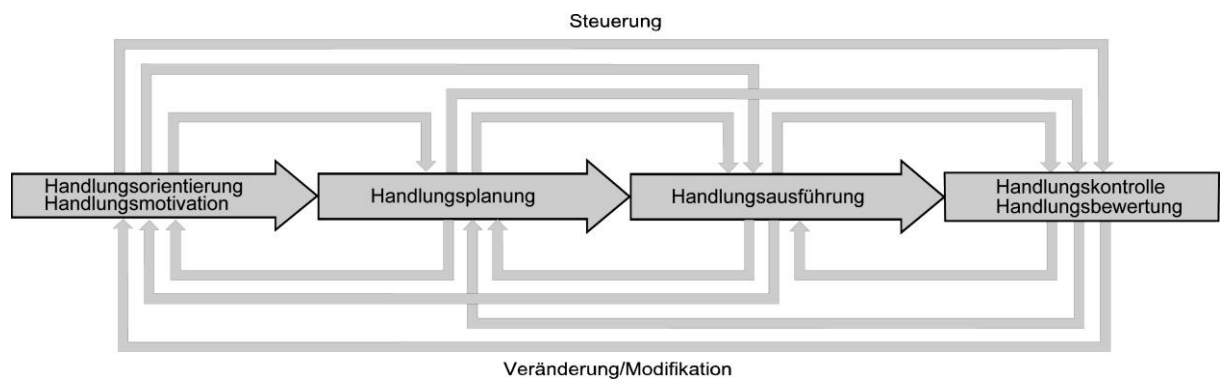 Steuerung
Handlungsorientierung
Handlungsmotivation
Handlungsplanung
Handlungsausführung
Handlungskontrolle
Handlungsbewertung
Veränderung/Modifikation